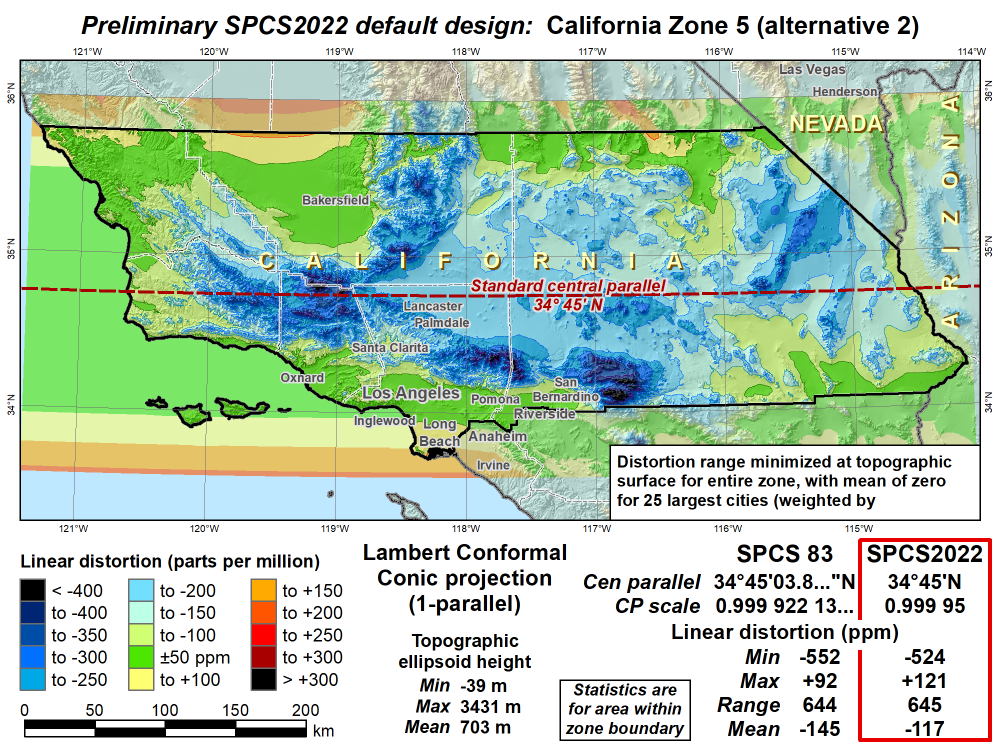 Preliminary SPCS2022 default design: California Zone 5 (alternative 2)
121°W 120°W 119°W 118°W 117°W 116°W 115°W 114°W
36°N
35°N
34°N
36°N
35°N
34°N
Las Vegas
Henderson
NEVADA
ARIZONA
CALIFORNIA
Bakersfield
Standard central parallel
34° 45' N
Lancaster
Palmdale
Santa Clarita
Oxnard
Los Angeles
Pomona
San
Bernardino
Riverside
Inglewood
Long
Beach
Anaheim
Irvine
Distortion range minimized at topographic
surface for entire zone, with mean of zero
for 25 largest cities (weighted by
121°W 120°W 119°W 118°W 117°W 116°W 115°W
Linear distortion (parts per million)
< -400
to -400
to -350
to -300
to -250
to -200
to -150
to -100
±50 ppm
to +100
to +150
to +200
to +250
to +300
> +300
0 50 100 150 200
km
Lambert Conformal
Conic projection
(1-parallel)
Topographic
ellipsoid height
Min -39 m
Max 3431 m
Mean 703 m
Statistics are
for area within
zone boundary
SPCS 83 SPCS2022
Cen parallel 34°45'03.8..."N 34°45'N
CP scale 0.999 922 13... 0.999 95
Linear distortion (ppm)
Min -552 -524
Max +92 +121
Range 644 645
Mean -145 -117